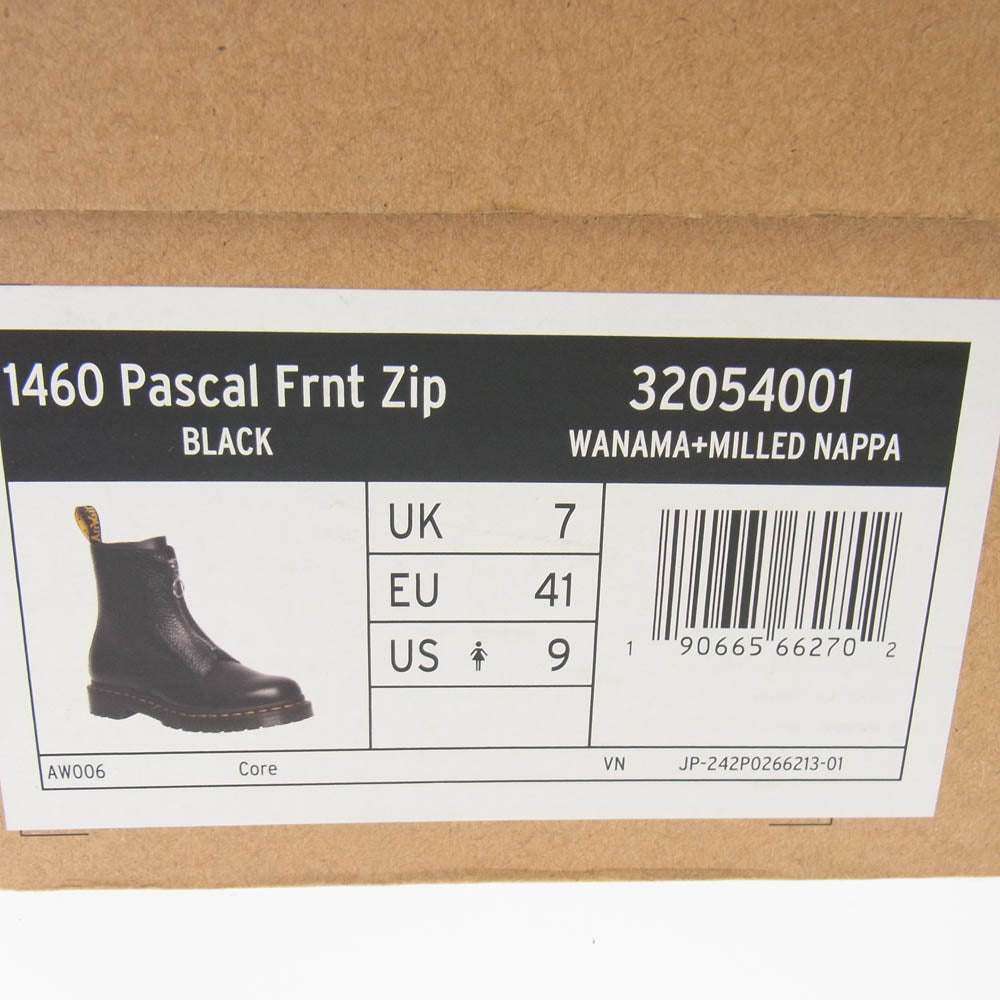 1460 Pascal Frnt Zip
BLACK
32054001
WANAMA+MILLED NAPPA
UK 7
EU 41
US 9
1 90665 66270 2
AW006 Core VN JP-242P0266213-01